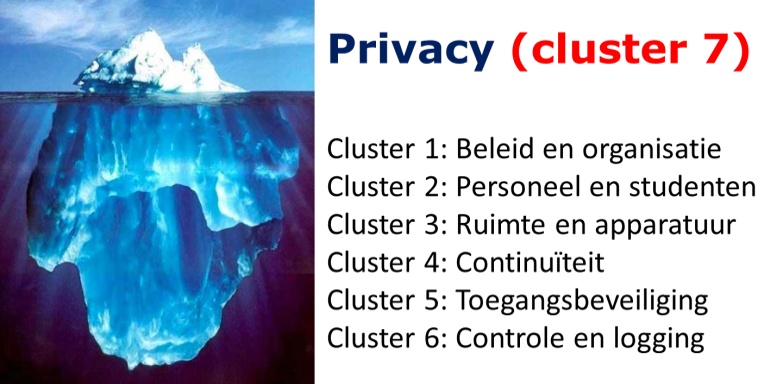 Privacy (cluster 7)
Cluster 1: Beleid en organisatie
Cluster 2: Personeel en studenten
Cluster 3: Ruimte en apparatuur
Cluster 4: Continuïteit
Cluster 5: Toegangsbeveiliging
Cluster 6: Controle en logging